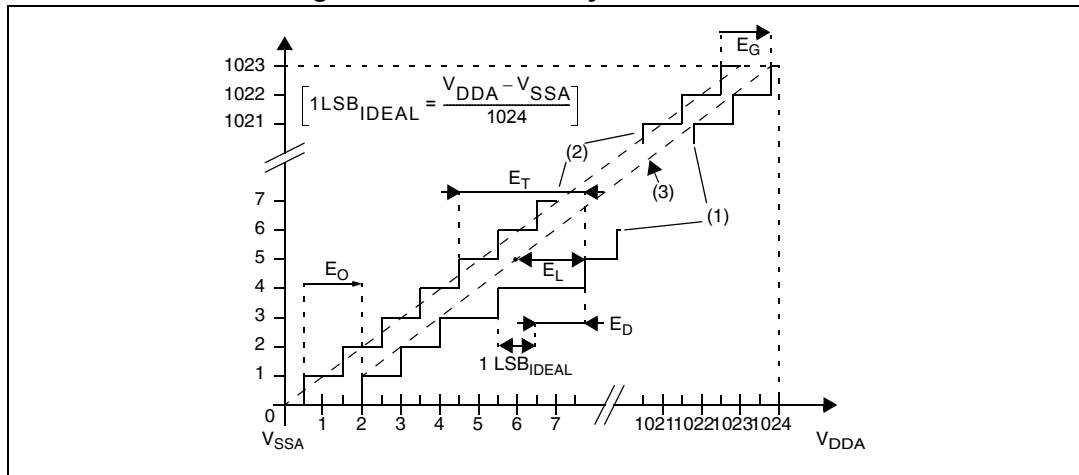 E_G
1023
1022
1021
[1LSB_IDEAL = (V_DDA - V_SSA) / 1024]
(2)
(3)
(1)
E_T
7
6
5
4
3
2
1
0
E_O
E_L
E_D
1 LSB_IDEAL
1 2 3 4 5 6 7 1021 1022 1023 1024
V_SSA
V_DDA